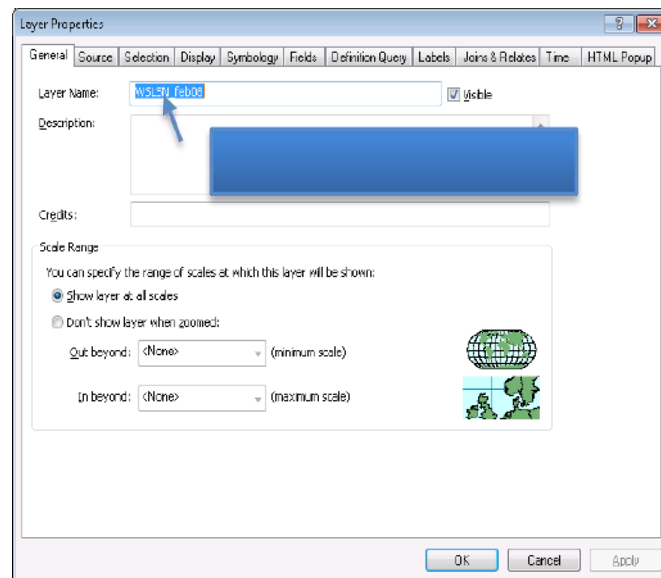 Layer Properties
General Source Selection Display Symbology Fields Definition Query Labels Joins & Relates Time HTML Popup
Layer Name: WSLSN_feb08 Visible
Description:
Credits:
Scale Range
You can specify the range of scales at which this layer will be shown:
Show layer at all scales
Don't show layer when zoomed:
Out beyond: <None> (minimum scale)
In beyond: <None> (maximum scale)
OK Cancel Apply